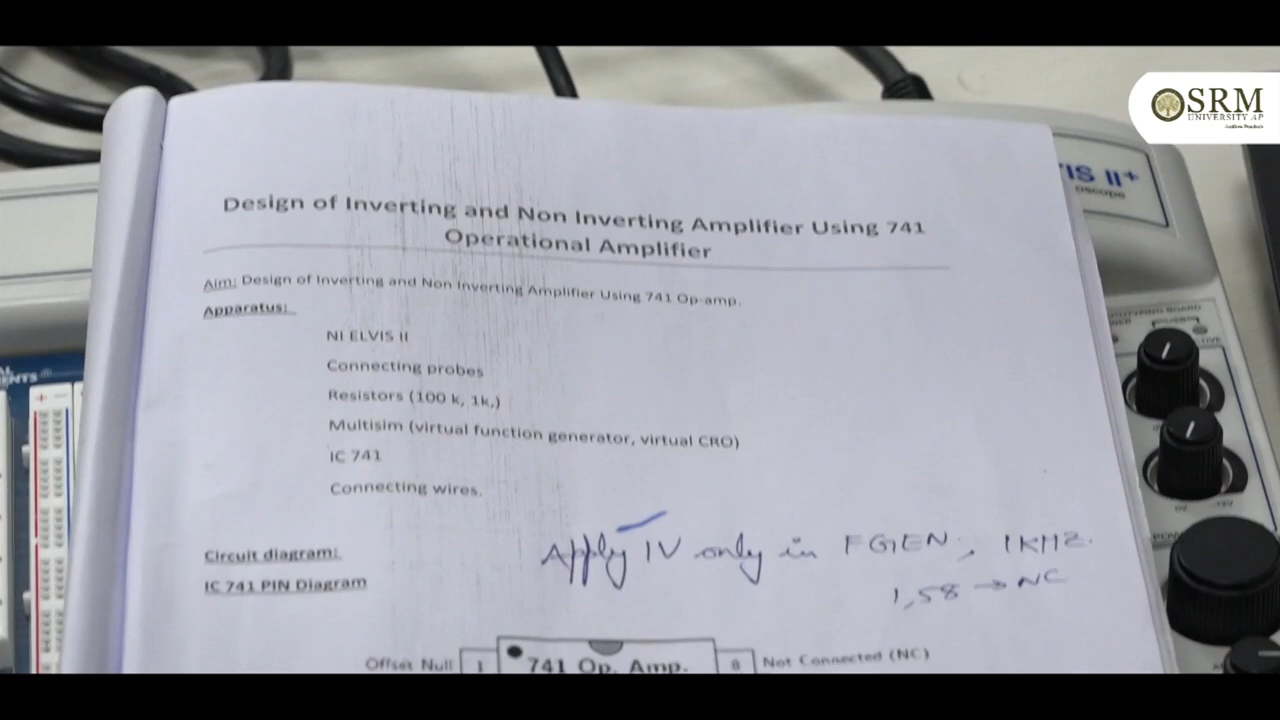 SRM
UNIVERSITY AP
Andhra Pradesh
IS II+
Design of Inverting and Non Inverting Amplifier Using 741
Operational Amplifier
Aim: Design of Inverting and Non Inverting Amplifier Using 741 Op-amp.
Apparatus:
NI ELVIS II
Connecting probes
Resistors (100 k, 1k,)
Multisim (virtual function generator, virtual CRO)
IC 741
Connecting wires.
Circuit diagram:
IC 741 PIN Diagram
Apply 1V only in FGEN, 1KHZ.
1,58 → NC
Offset Null 1 741 Op. Amp. 8 Not Connected (NC)